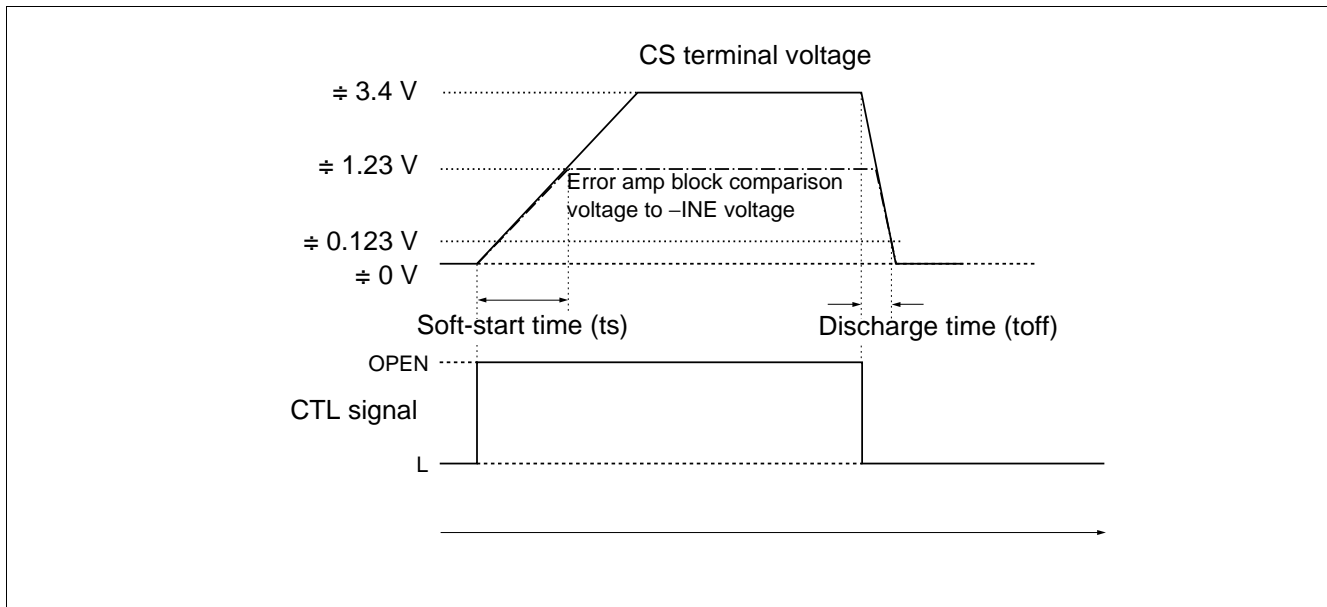 CS terminal voltage
≑ 3.4 V
≑ 1.23 V
Error amp block comparison
voltage to −INE voltage
≑ 0.123 V
≑ 0 V
Soft-start time (ts)
Discharge time (toff)
OPEN
CTL signal
L